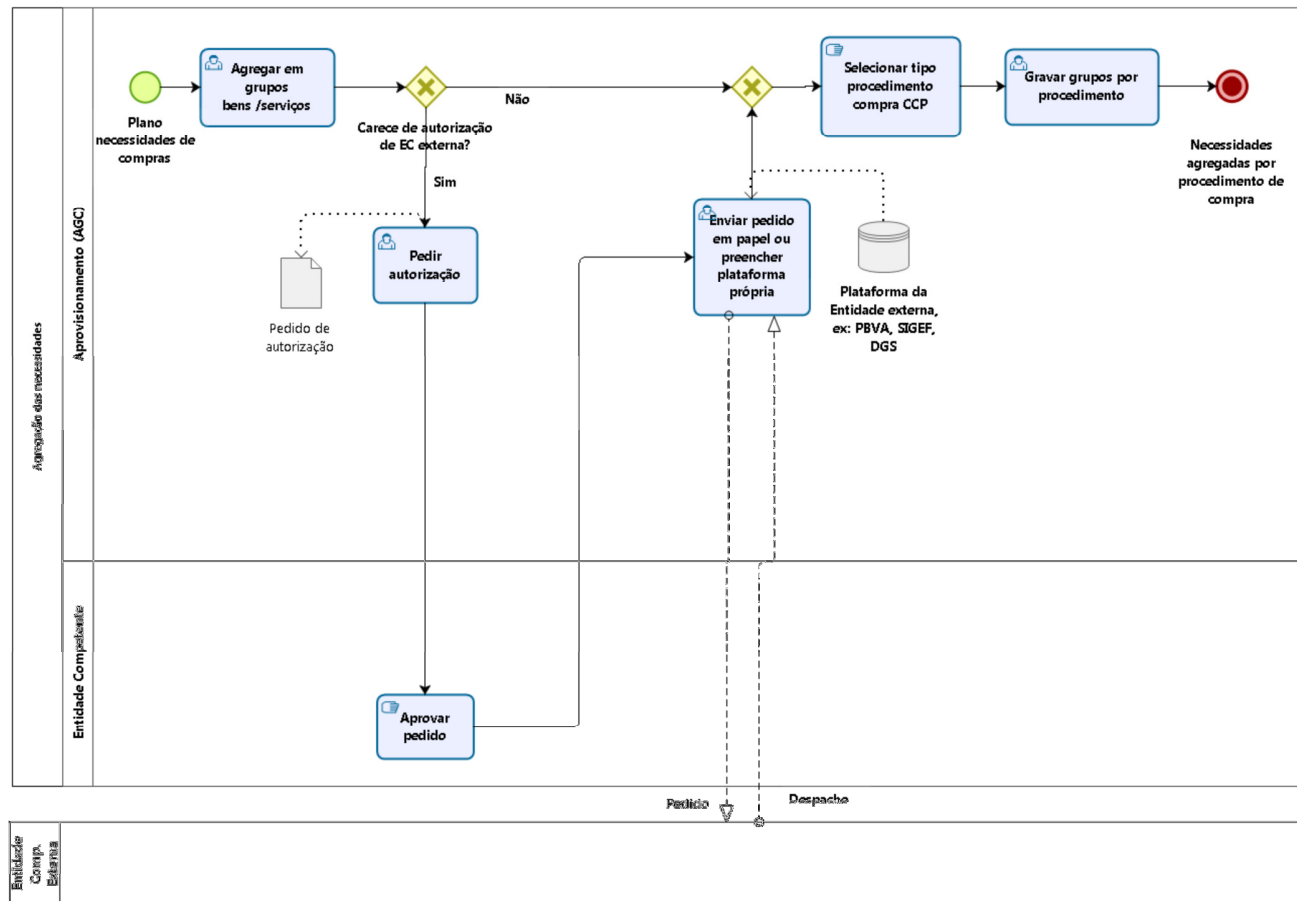 Agregação das necessidades
Aprovisionamento (AGC)
Plano
necessidades de
compras
Agregar em
grupos
bens /serviços
Carece de autorização
de EC externa?
Não
Sim
Selecionar tipo
procedimento
compra CCP
Gravar grupos por
procedimento
Necessidades
agregadas por
procedimento de
compra
Pedido de
autorização
Pedir
autorização
Enviar pedido
em papel ou
preencher
plataforma
própria
Plataforma da
Entidade externa,
ex: PBVA, SIGEF,
DGS
Entidade Competente
Aprovar
pedido
Pedido
Despacho
Entidade
Comp.
Externa